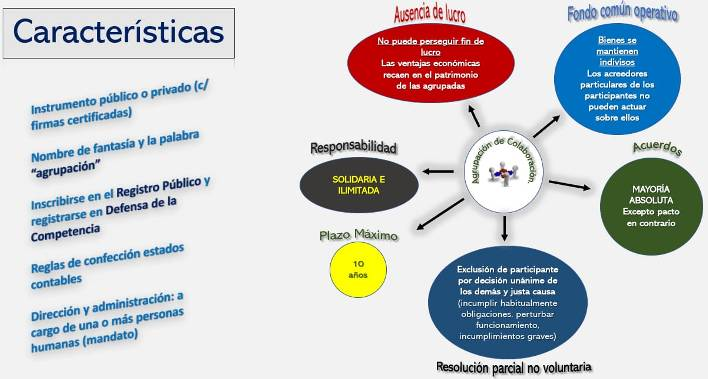 Características
Instrumento público o privado (c/
firmas certificadas)
Nombre de fantasía y la palabra
“agrupación”
Inscribirse en el Registro Público y
registrarse en Defensa de la
Competencia
Reglas de confección estados
contables
Dirección y administración: a
cargo de una o más personas
humanas (mandato)
Ausencia de lucro
No puede perseguir fin de
lucro
Las ventajas económicas
recaen en el patrimonio
de las agrupadas
Fondo común operativo
Bienes se
mantienen
indivisos
Los acreedores
particulares de los
participantes no
pueden actuar
sobre ellos
Responsabilidad
SOLIDARIA E
ILIMITADA
Agrupación de Colaboración
Acuerdos
MAYORÍA
ABSOLUTA
Excepto pacto
en contrario
Plazo Máximo
10
años
Exclusión de participante
por decisión unánime de
los demás y justa causa
(incumplir habitualmente
obligaciones, perturbar
funcionamiento,
incumplimientos graves)
Resolución parcial no voluntaria